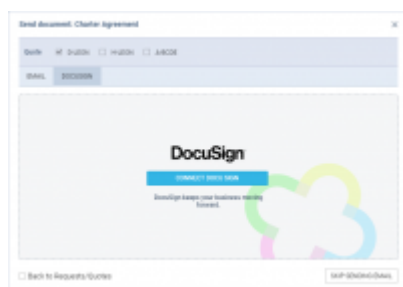 Send document. Charter Agreement
Quote
EMAIL DOCUSIGN
DocuSign
CONNECT DOCU SIGN
DocuSign keeps your business moving
forward.
Back to Requests/Quotes
SKIP SENDING EMAIL